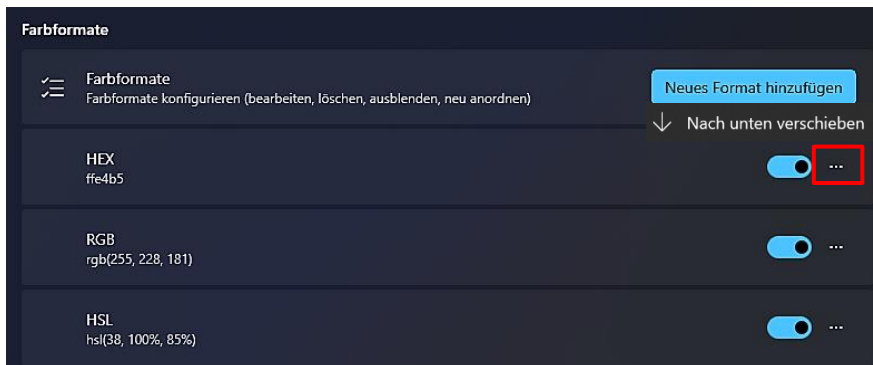 Farbformate
Farbformate
Farbformate konfigurieren (bearbeiten, löschen, ausblenden, neu anordnen)
Neues Format hinzufügen
Nach unten verschieben
HEX
ffe4b5
RGB
rgb(255, 228, 181)
HSL
hsl(38, 100%, 85%)